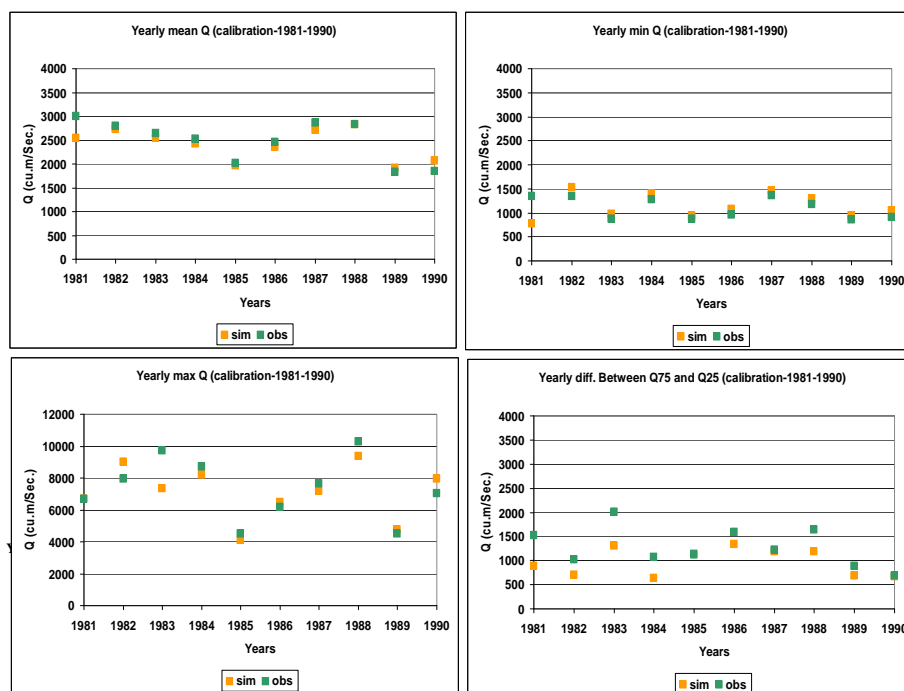 Yearly mean Q (calibration-1981-1990)
4000
3500
3000
2500
2000
1500
1000
500
0
Q (cu.m/Sec.)
1981 1982 1983 1984 1985 1986 1987 1988 1989 1990
Years
sim obs
Yearly min Q (calibration-1981-1990)
4000
3500
3000
2500
2000
1500
1000
500
0
Q (cu.m/Sec.)
1981 1982 1983 1984 1985 1986 1987 1988 1989 1990
Years
sim obs
Yearly max Q (calibration-1981-1990)
12000
10000
8000
6000
4000
2000
0
Q (cu.m/Sec.)
1981 1982 1983 1984 1985 1986 1987 1988 1989 1990
Years
sim obs
Yearly diff. Between Q75 and Q25 (calibration-1981-1990)
4000
3500
3000
2500
2000
1500
1000
500
0
Q (cu.m/Sec.)
1981 1982 1983 1984 1985 1986 1987 1988 1989 1990
Years
sim obs